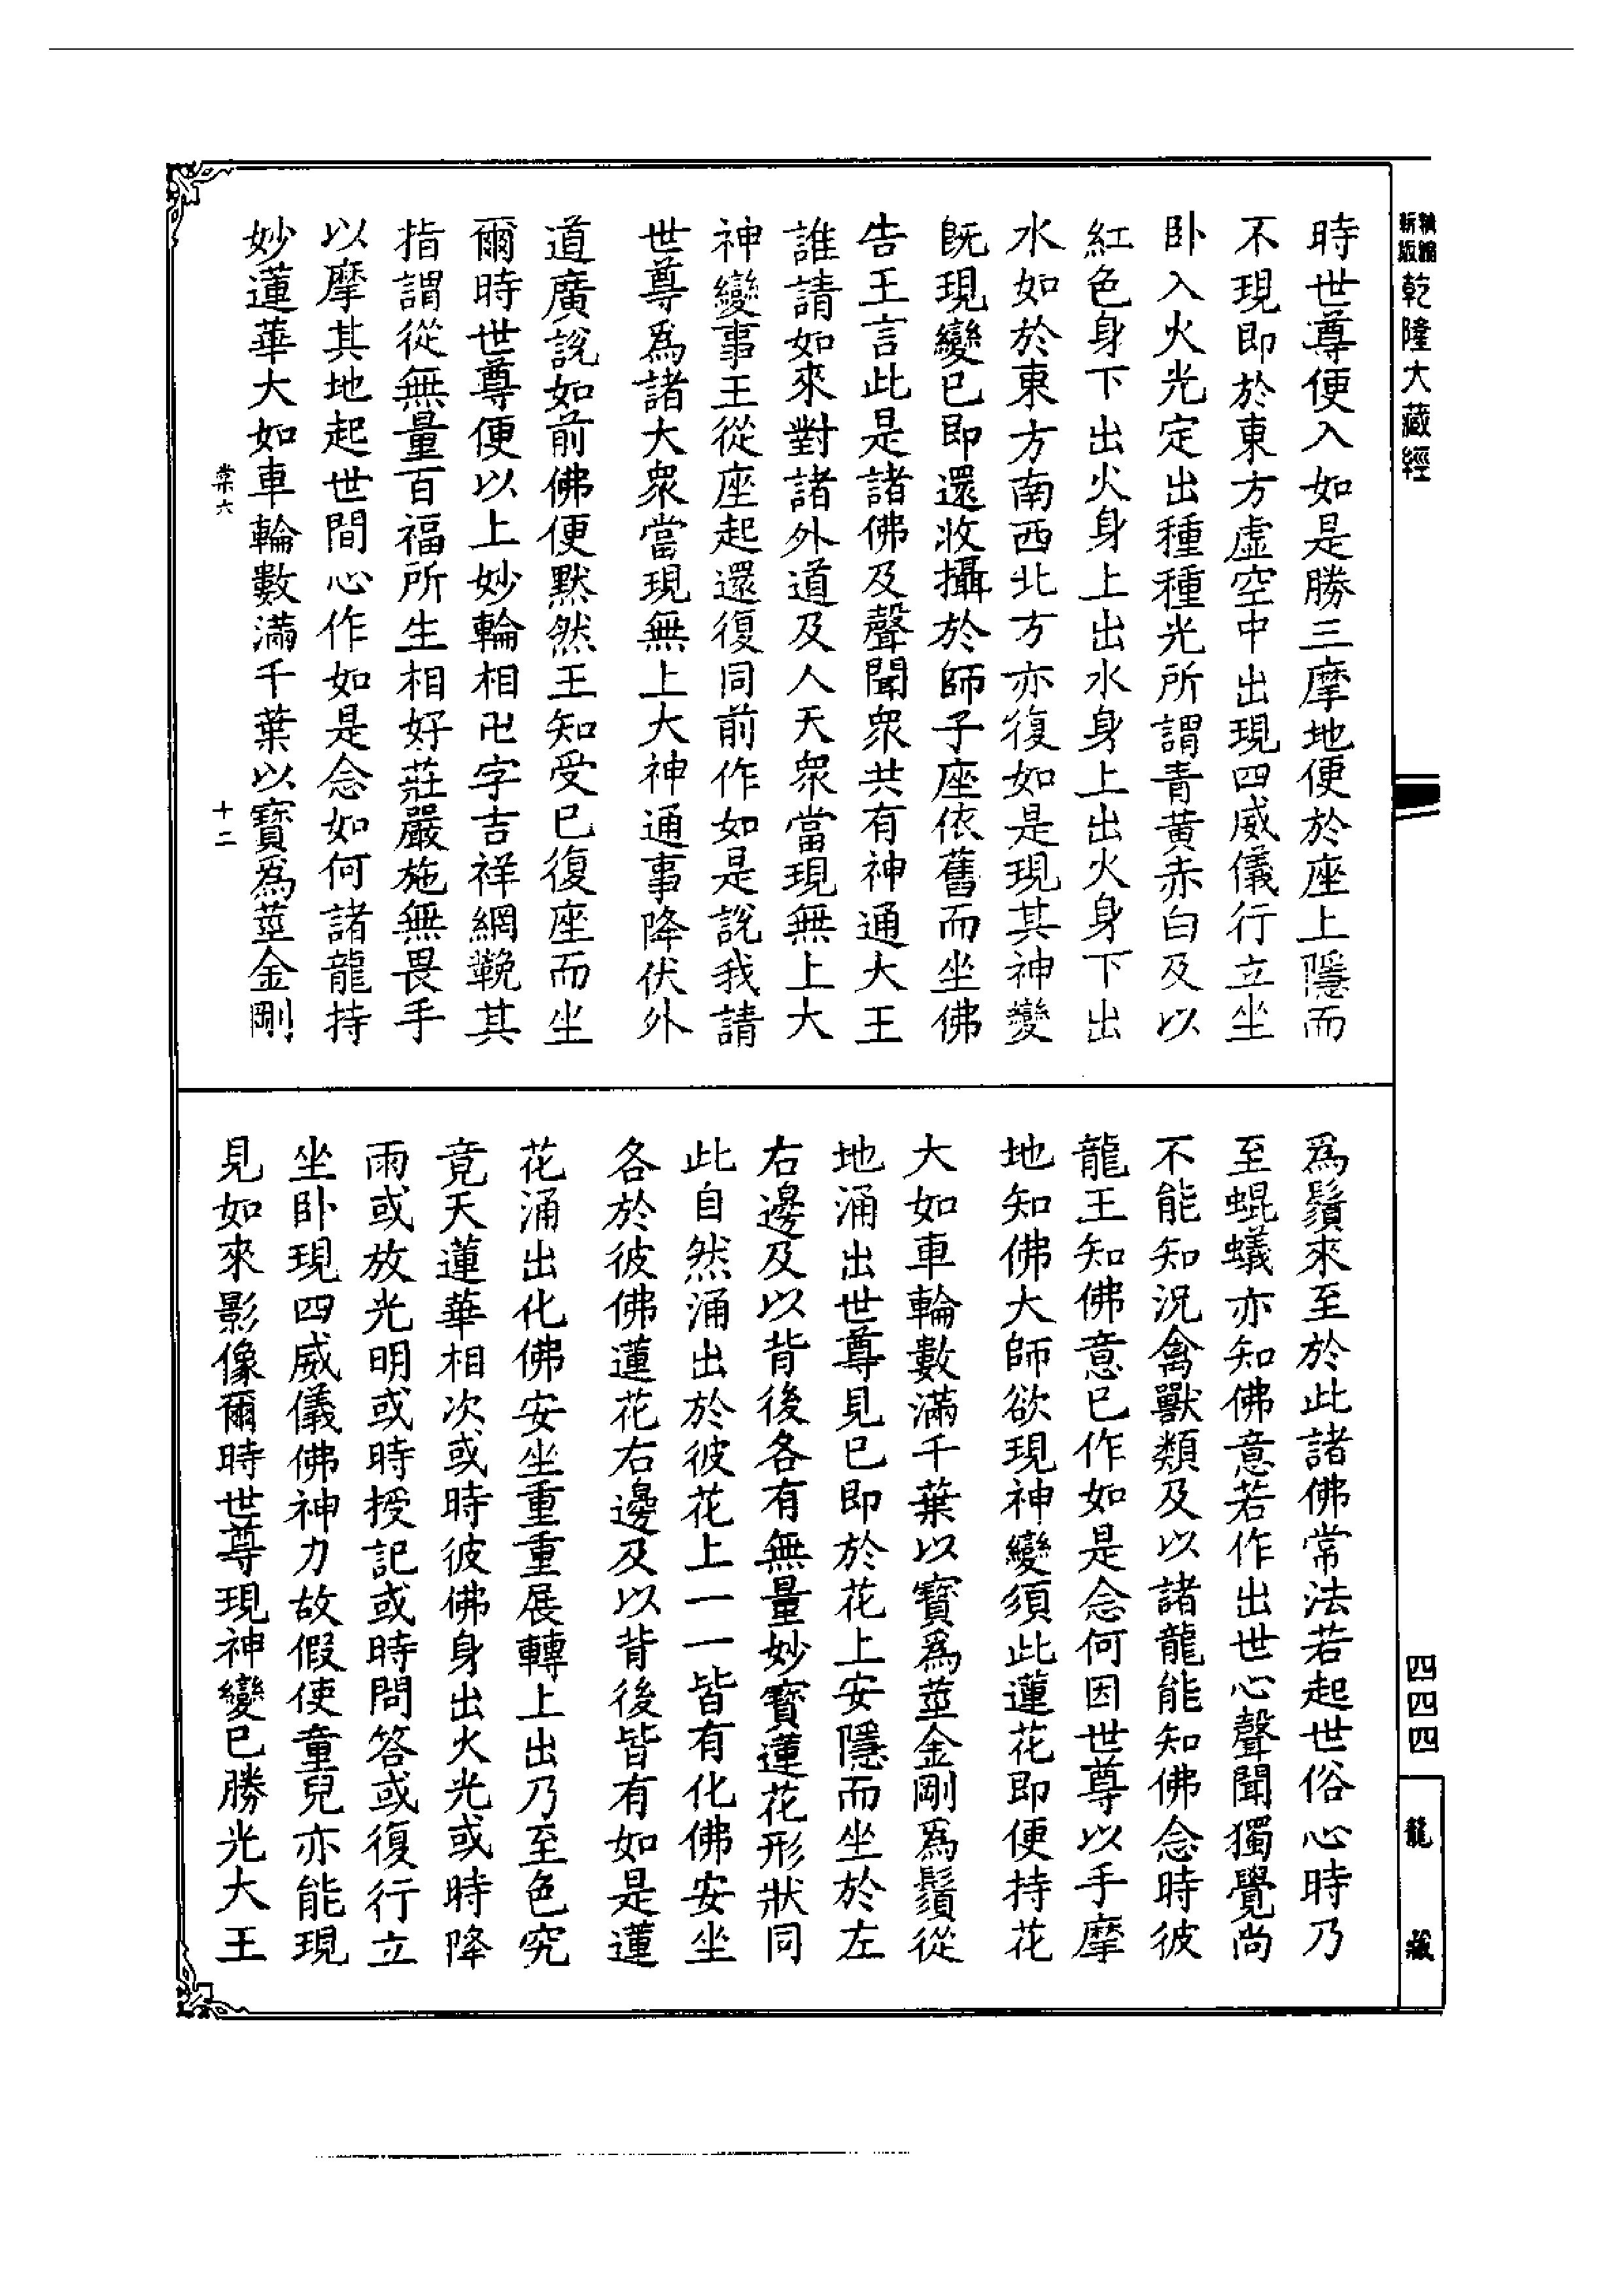 精縮新版乾隆大藏經
時世尊便入如是勝三摩地便於座上隱而
不現即於東方虛空中出現四威儀行立坐
卧入火光定出種種光所謂青黃赤白及以
紅色身下出火身上出水身上出火身下出
水如於東方南西北方亦復如是現其神變
旣現變已即還收攝於師子座依舊而坐佛
告王言此是諸佛及聲聞衆共有神通大王
誰請如來對諸外道及人天衆當現無上大
神變事王從座起還復同前作如是說我請
世尊爲諸大衆當現無上大神通事降伏外
道廣說如前佛便默然王知受已復座而坐
爾時世尊便以上妙輪相卍字吉祥網鞔其
指謂從無量百福所生相好莊嚴施無畏手
以摩其地起世間心作如是念如何諸龍持
妙蓮華大如車輪數滿千葉以寶爲莖金剛
棠六 十二
爲鬚來至於此諸佛常法若起世俗心時乃
至蜫蟻亦知佛意若作出世心聲聞獨覺尚
不能知況禽獸類及以諸龍能知佛念時彼
龍王知佛意已作如是念何因世尊以手摩
地知佛大師欲現神變須此蓮花即便持花
大如車輪數滿千葉以寶爲莖金剛爲鬚從
地涌出世尊見已即於花上安隱而坐於左
右邊及以背後各有無量妙寶蓮花形狀同
此自然涌出於彼花上一一皆有化佛安坐
各於彼佛蓮花右邊及以背後皆有如是蓮
花涌出化佛安坐重重展轉上出乃至色究
竟天蓮華相次或時彼佛身出火光或時降
雨或放光明或時授記或時問答或復行立
坐卧現四威儀佛神力故假使童兒亦能現
見如來影像爾時世尊現神變已勝光大王
四四四
龍藏